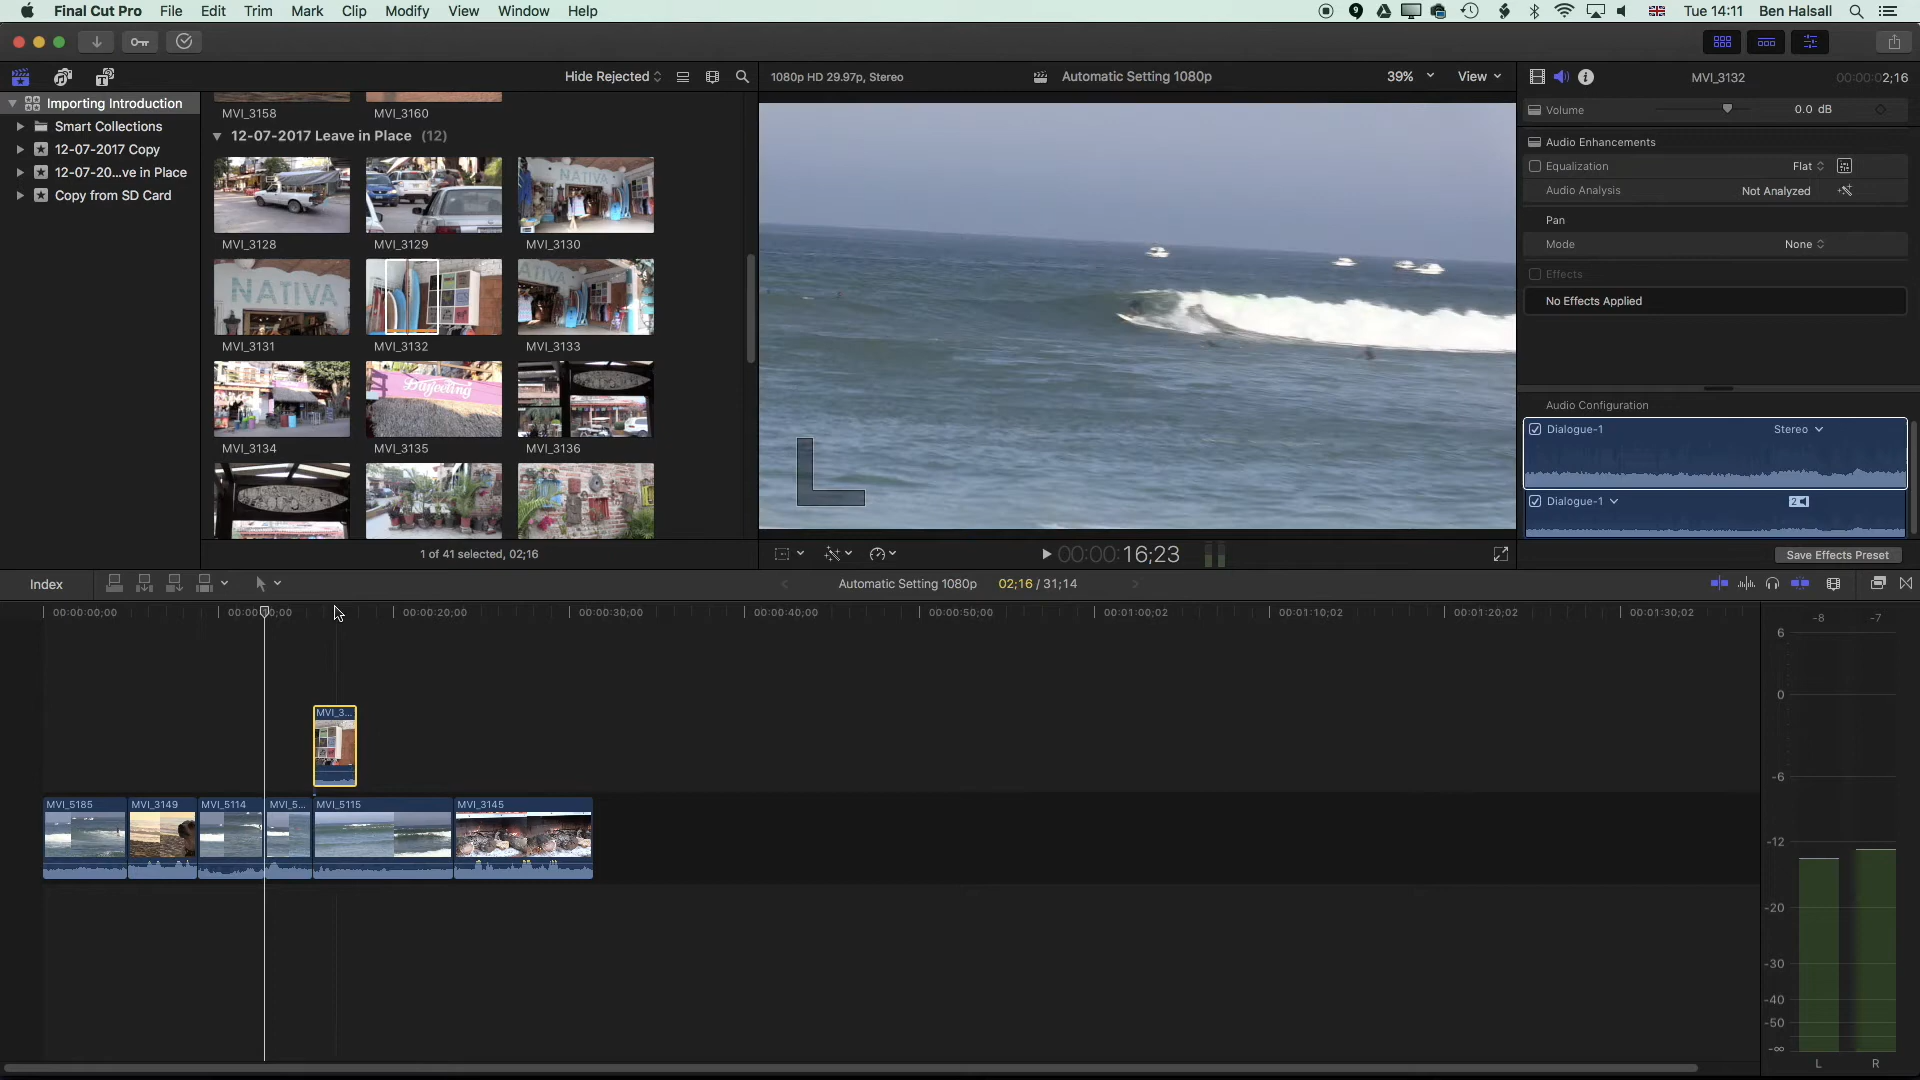 Final Cut Pro File Edit Trim Mark Clip Modify View Window Help
Tue 14:11 Ben Halsall
Hide Rejected
1080p HD 29.97p, Stereo
Automatic Setting 1080p
39%
View
MVI_3132
00:00:02;16
Importing Introduction
Smart Collections
12-07-2017 Copy
12-07-20...ve in Place
Copy from SD Card
MVI_3158
MVI_3160
12-07-2017 Leave in Place (12)
MVI_3128
MVI_3129
MVI_3130
MVI_3131
MVI_3132
MVI_3133
MVI_3134
MVI_3135
MVI_3136
NATIVA
NATIVA
NATIVA
Darjeeling
1 of 41 selected, 02;16
Volume
0.0 dB
Audio Enhancements
Equalization
Flat
Audio Analysis
Not Analyzed
Pan
Mode
None
Effects
No Effects Applied
Audio Configuration
Dialogue-1
Stereo
Dialogue-1
2
Save Effects Preset
00:00:16;23
Index
Automatic Setting 1080p
02;16 / 31;14
00:00:00;00
00:00:10;00
00:00:20;00
00:00:30;00
00:00:40;00
00:00:50;00
00:01:00;02
00:01:10;02
00:01:20;02
00:01:30;02
MVI_3...
MVI_5185
MVI_3149
MVI_5114
MVI_5...
MVI_5115
MVI_3145
-8
-7
6
0
-6
-12
-20
-30
-40
-50
-∞
L
R